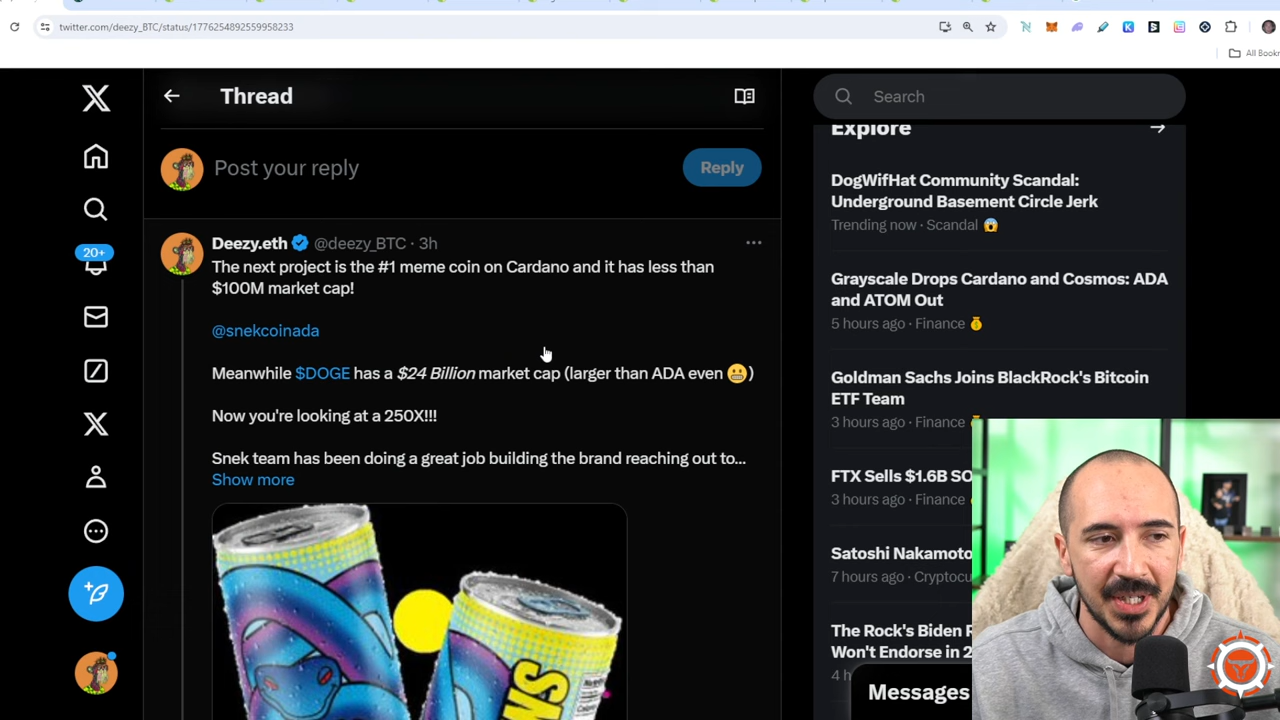 twitter.com/deezy_BTC/status/1776254892559958233
All Bookr
Thread
Search
Post your reply
Reply
Explore
DogWifHat Community Scandal:
Underground Basement Circle Jerk
Trending now · Scandal 😱
Grayscale Drops Cardano and Cosmos: ADA
and ATOM Out
5 hours ago · Finance 🥇
Goldman Sachs Joins BlackRock's Bitcoin
ETF Team
3 hours ago · Finance
FTX Sells $1.6B SO
3 hours ago · Finance
Satoshi Nakamoto
7 hours ago · Cryptocu
The Rock's Biden R
Won't Endorse in 2
4 h
Messages
20+
Deezy.eth @deezy_BTC · 3h
The next project is the #1 meme coin on Cardano and it has less than
$100M market cap!
@snekcoinada
Meanwhile $DOGE has a $24 Billion market cap (larger than ADA even 😬)
Now you're looking at a 250X!!!
Snek team has been doing a great job building the brand reaching out to...
Show more